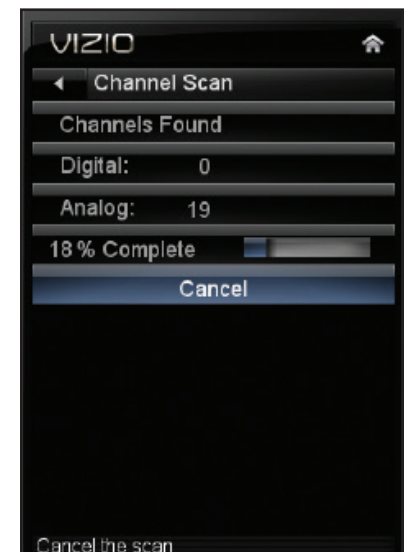 VIZIO
Channel Scan
Channels Found
Digital: 0
Analog: 19
18 % Complete
Cancel
Cancel the scan